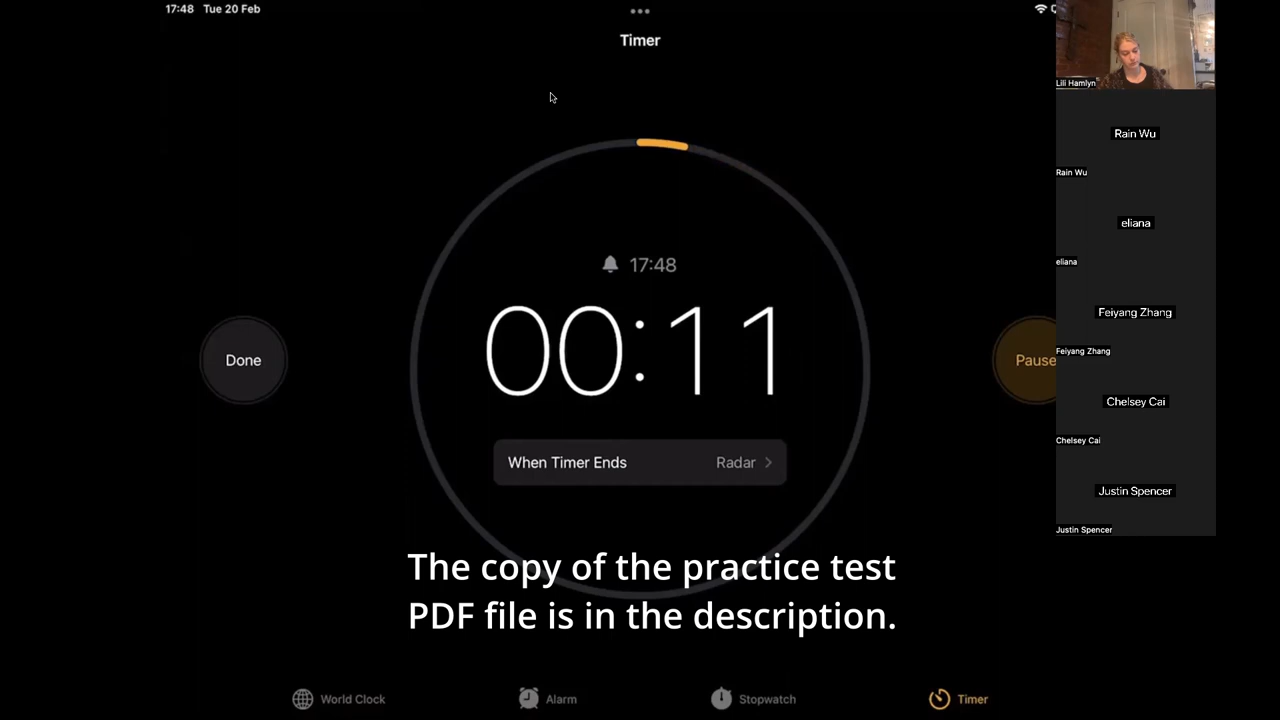 17:48 Tue 20 Feb
Timer
17:48
00:11
Done
Pause
When Timer Ends Radar
The copy of the practice test
PDF file is in the description.
World Clock
Alarm
Stopwatch
Timer
Lili Hamlyn
Rain Wu
Rain Wu
eliana
eliana
Feiyang Zhang
Feiyang Zhang
Chelsey Cai
Chelsey Cai
Justin Spencer
Justin Spencer